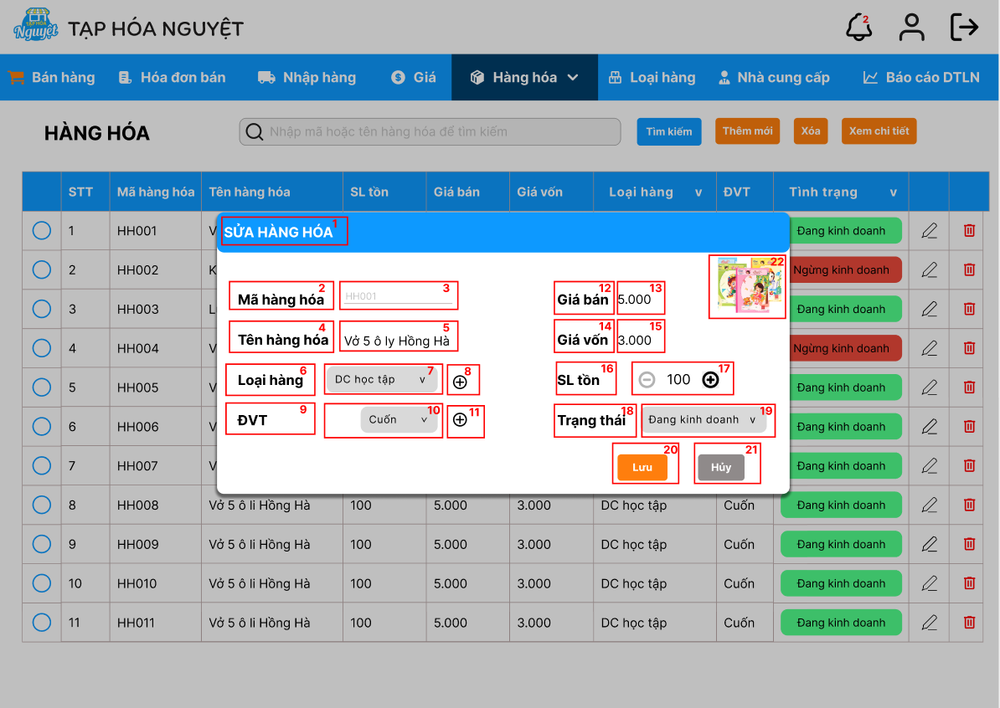 TẠP HÓA
Nguyệt
TẠP HÓA NGUYỆT
2
Bán hàng
Hóa đơn bán
Nhập hàng
Giá
Hàng hóa
Loại hàng
Nhà cung cấp
Báo cáo DTLN
HÀNG HÓA
Nhập mã hoặc tên hàng hóa để tìm kiếm
Tìm kiếm
Thêm mới
Xóa
Xem chi tiết
STT Mã hàng hóa Tên hàng hóa SL tồn Giá bán Giá vốn Loại hàng v ĐVT Tình trạng v
1 HH001 V Đang kinh doanh
2 HH002 K Ngừng kinh doanh
3 HH003 Đang kinh doanh
4 HH004 V Ngừng kinh doanh
5 HH005 V Đang kinh doanh
6 HH006 V Đang kinh doanh
7 HH007 V Đang kinh doanh
8 HH008 Vở 5 ô li Hồng Hà 100 5.000 3.000 DC học tập Cuốn Đang kinh doanh
9 HH009 Vở 5 ô li Hồng Hà 100 5.000 3.000 DC học tập Cuốn Đang kinh doanh
10 HH010 Vở 5 ô li Hồng Hà 100 5.000 3.000 DC học tập Cuốn Đang kinh doanh
11 HH011 Vở 5 ô li Hồng Hà 100 5.000 3.000 DC học tập Cuốn Đang kinh doanh
SỬA HÀNG HÓA 1
Mã hàng hóa 2
HH001 3
Tên hàng hóa 4
Vở 5 ô ly Hồng Hà 5
Loại hàng 6
DC học tập v 7
8
ĐVT 9
Cuốn v 10
11
Giá bán 12
5.000 13
Giá vốn 14
3.000 15
SL tồn 16
100 17
Trạng thái 18
Đang kinh doanh v 19
Lưu 20
Hủy 21
22